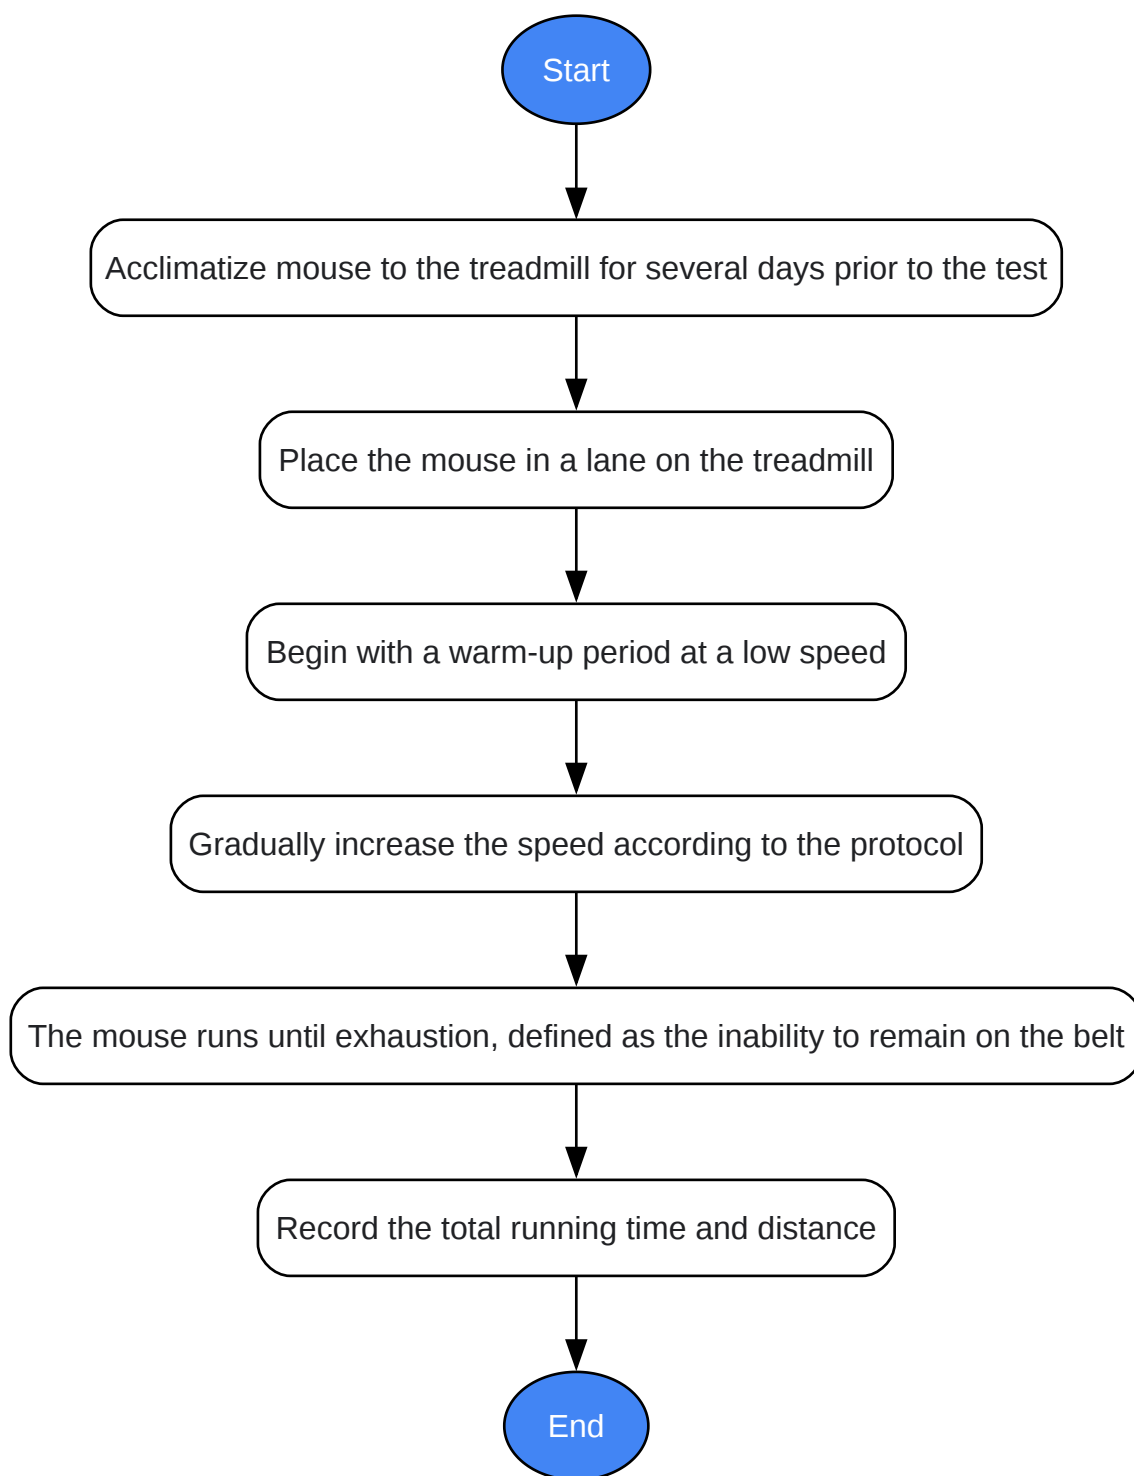 Start
Acclimatize mouse to the treadmill for several days prior to the test
Place the mouse in a lane on the treadmill
Begin with a warm-up period at a low speed
Gradually increase the speed according to the protocol
The mouse runs until exhaustion, defined as the inability to remain on the belt
Record the total running time and distance
End